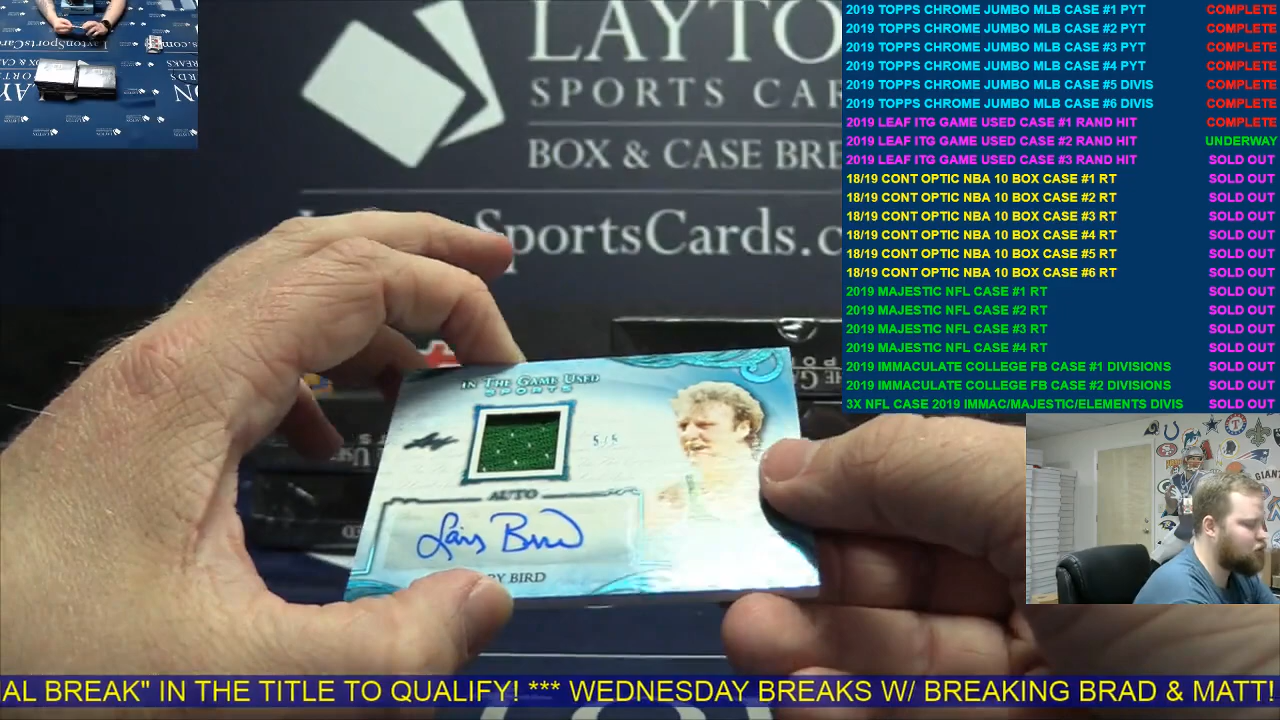 LaytonSportsCards
LAYTO
SPORTS CAR
BOX & CASE BRE
SportsCards.c
IN THE GAME USED
SPORTS
5/5
AUTO
Larry Bird
RY BIRD
2019 TOPPS CHROME JUMBO MLB CASE #1 PYT COMPLETE
2019 TOPPS CHROME JUMBO MLB CASE #2 PYT COMPLETE
2019 TOPPS CHROME JUMBO MLB CASE #3 PYT COMPLETE
2019 TOPPS CHROME JUMBO MLB CASE #4 PYT COMPLETE
2019 TOPPS CHROME JUMBO MLB CASE #5 DIVIS COMPLETE
2019 TOPPS CHROME JUMBO MLB CASE #6 DIVIS COMPLETE
2019 LEAF ITG GAME USED CASE #1 RAND HIT COMPLETE
2019 LEAF ITG GAME USED CASE #2 RAND HIT UNDERWAY
2019 LEAF ITG GAME USED CASE #3 RAND HIT SOLD OUT
18/19 CONT OPTIC NBA 10 BOX CASE #1 RT SOLD OUT
18/19 CONT OPTIC NBA 10 BOX CASE #2 RT SOLD OUT
18/19 CONT OPTIC NBA 10 BOX CASE #3 RT SOLD OUT
18/19 CONT OPTIC NBA 10 BOX CASE #4 RT SOLD OUT
18/19 CONT OPTIC NBA 10 BOX CASE #5 RT SOLD OUT
18/19 CONT OPTIC NBA 10 BOX CASE #6 RT SOLD OUT
2019 MAJESTIC NFL CASE #1 RT SOLD OUT
2019 MAJESTIC NFL CASE #2 RT SOLD OUT
2019 MAJESTIC NFL CASE #3 RT SOLD OUT
2019 MAJESTIC NFL CASE #4 RT SOLD OUT
2019 IMMACULATE COLLEGE FB CASE #1 DIVISIONS SOLD OUT
2019 IMMACULATE COLLEGE FB CASE #2 DIVISIONS SOLD OUT
3X NFL CASE 2019 IMMAC/MAJESTIC/ELEMENTS DIVIS SOLD OUT
GIANTS
AL BREAK" IN THE TITLE TO QUALIFY! *** WEDNESDAY BREAKS W/ BREAKING BRAD & MATT!